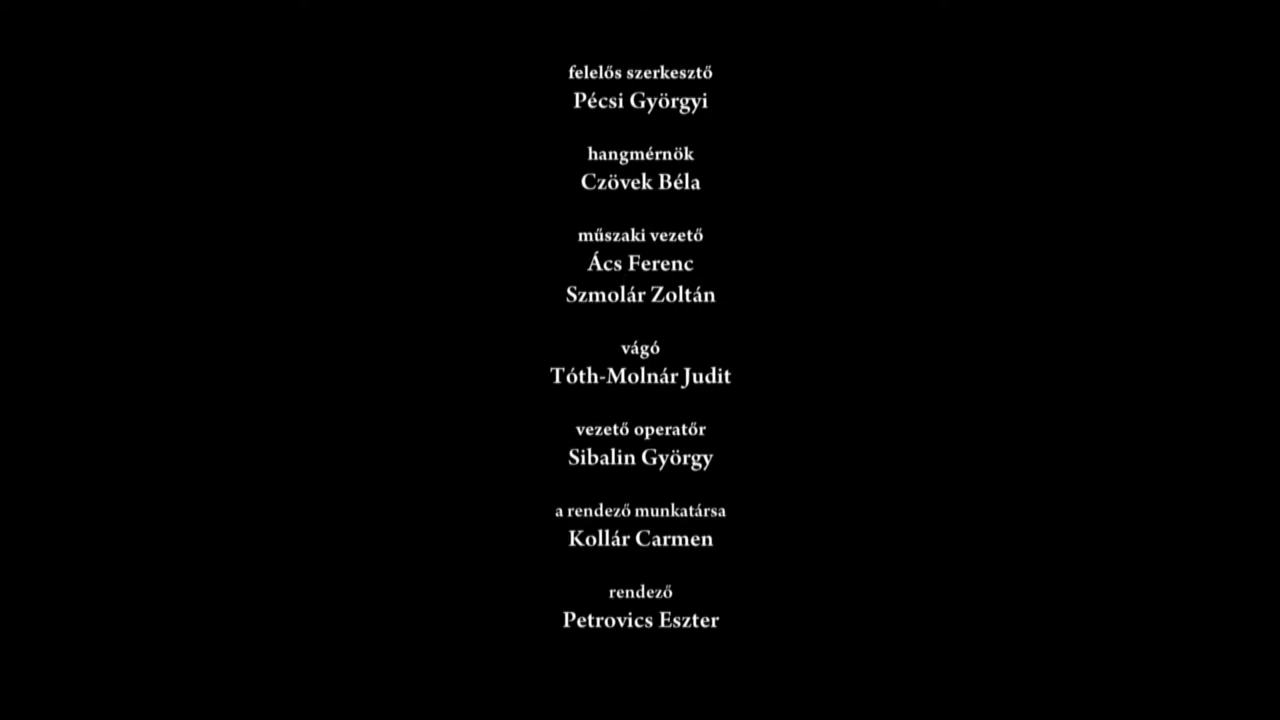 felelős szerkesztő
Pécsi Györgyi
hangmérnök
Czövek Béla
műszaki vezető
Ács Ferenc
Szmolár Zoltán
vágó
Tóth-Molnár Judit
vezető operatőr
Sibalin György
a rendező munkatársa
Kollár Carmen
rendező
Petrovics Eszter